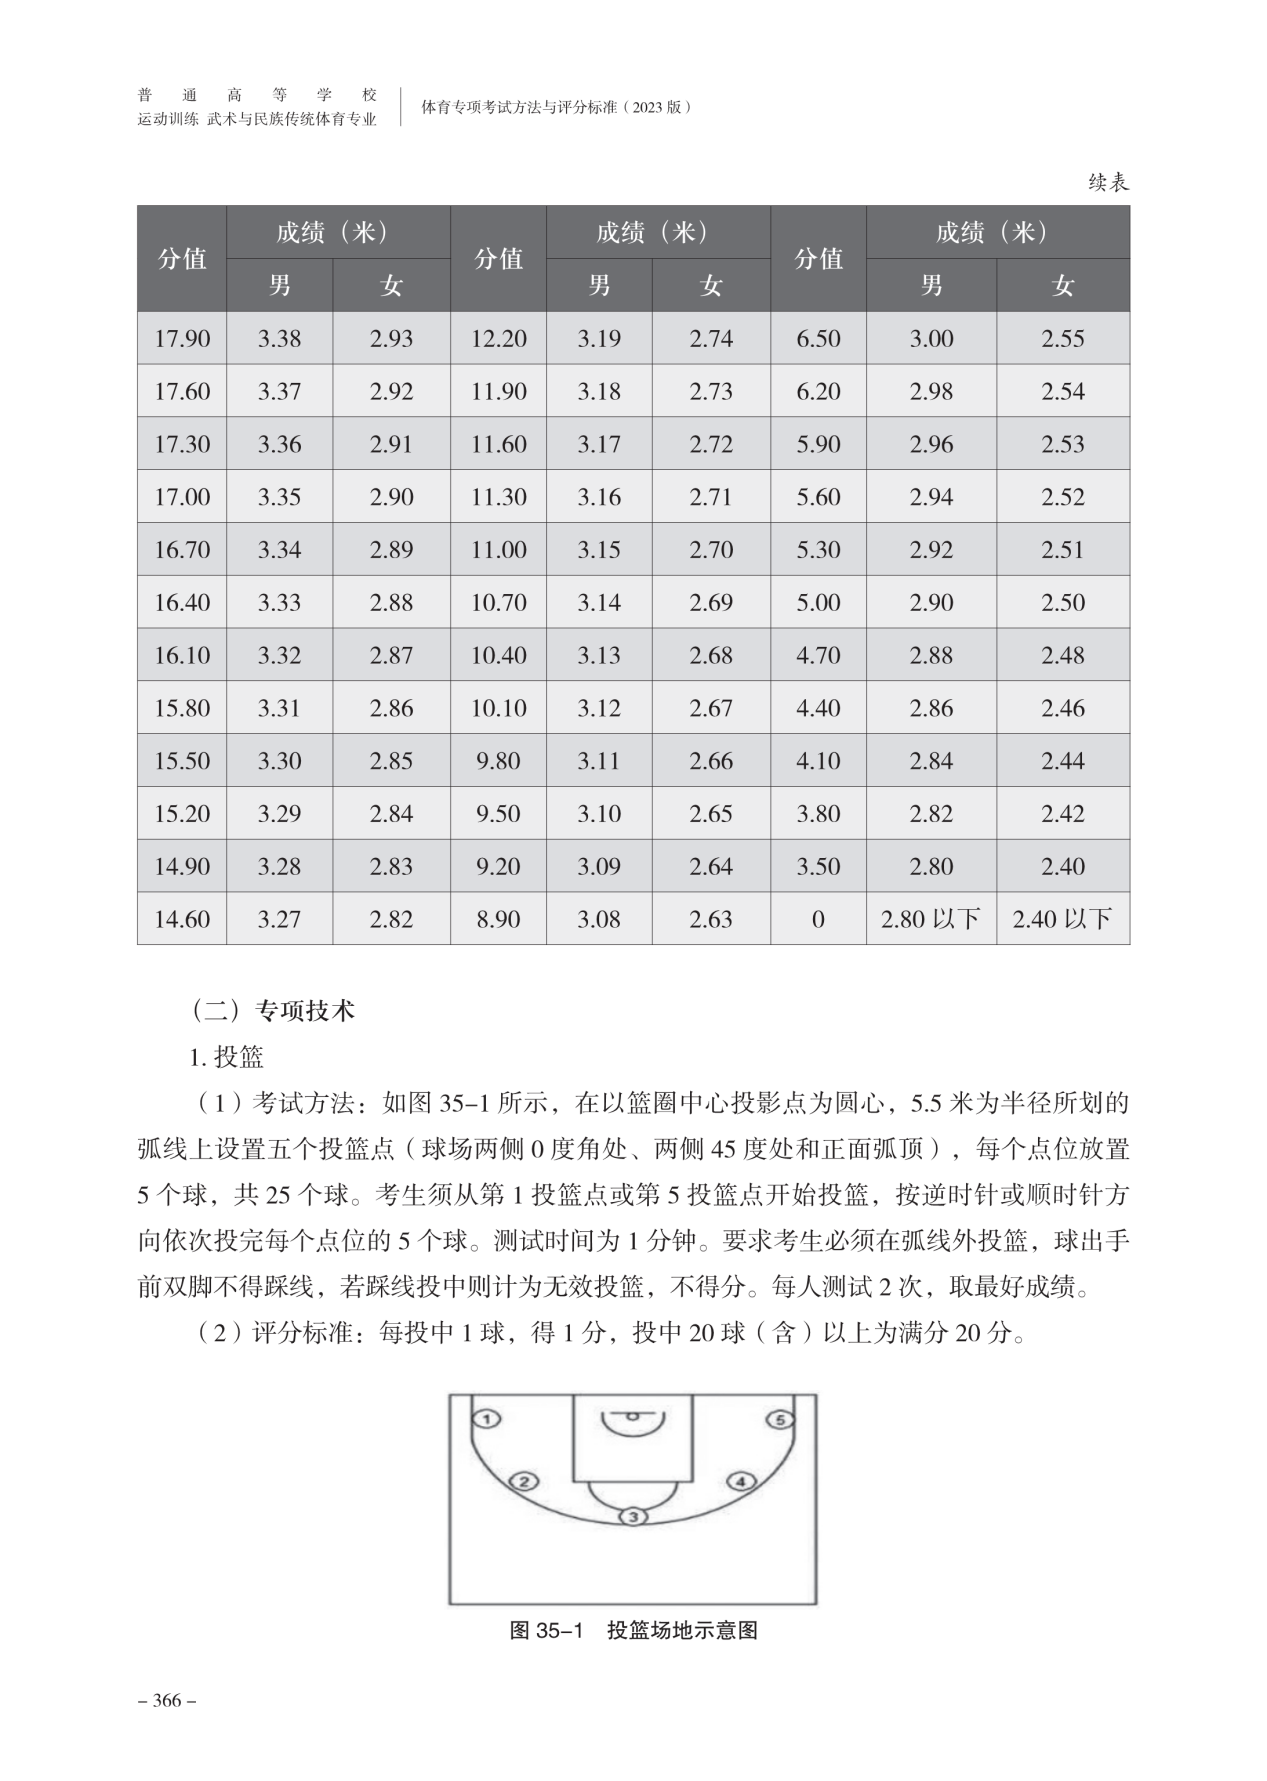 普通高等学校
运动训练 武术与民族传统体育专业
体育专项考试方法与评分标准（2023 版）
续表
分值 成绩（米） 分值 成绩（米） 分值 成绩（米）
男 女 男 女 男 女
17.90 3.38 2.93 12.20 3.19 2.74 6.50 3.00 2.55
17.60 3.37 2.92 11.90 3.18 2.73 6.20 2.98 2.54
17.30 3.36 2.91 11.60 3.17 2.72 5.90 2.96 2.53
17.00 3.35 2.90 11.30 3.16 2.71 5.60 2.94 2.52
16.70 3.34 2.89 11.00 3.15 2.70 5.30 2.92 2.51
16.40 3.33 2.88 10.70 3.14 2.69 5.00 2.90 2.50
16.10 3.32 2.87 10.40 3.13 2.68 4.70 2.88 2.48
15.80 3.31 2.86 10.10 3.12 2.67 4.40 2.86 2.46
15.50 3.30 2.85 9.80 3.11 2.66 4.10 2.84 2.44
15.20 3.29 2.84 9.50 3.10 2.65 3.80 2.82 2.42
14.90 3.28 2.83 9.20 3.09 2.64 3.50 2.80 2.40
14.60 3.27 2.82 8.90 3.08 2.63 0 2.80 以下 2.40 以下
（二）专项技术
1. 投篮
（1）考试方法：如图 35–1 所示，在以篮圈中心投影点为圆心，5.5 米为半径所划的
弧线上设置五个投篮点（球场两侧 0 度角处、两侧 45 度处和正面弧顶），每个点位放置
5 个球，共 25 个球。考生须从第 1 投篮点或第 5 投篮点开始投篮，按逆时针或顺时针方
向依次投完每个点位的 5 个球。测试时间为 1 分钟。要求考生必须在弧线外投篮，球出手
前双脚不得踩线，若踩线投中则计为无效投篮，不得分。每人测试 2 次，取最好成绩。
（2）评分标准：每投中 1 球，得 1 分，投中 20 球（含）以上为满分 20 分。
1 5
2 4
3
图 35–1 投篮场地示意图
– 366 –